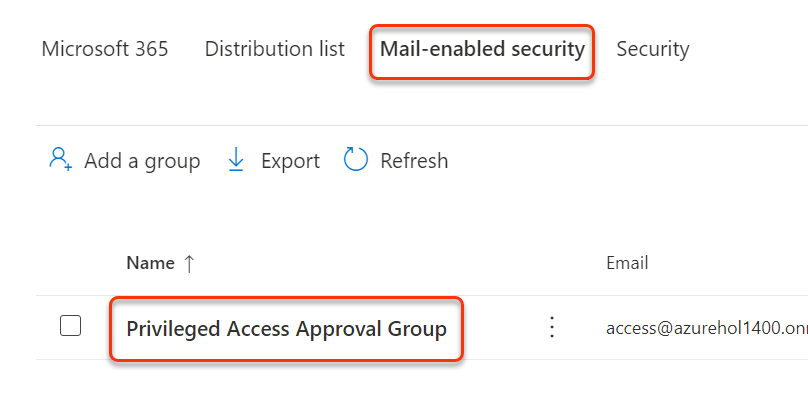 Microsoft 365 Distribution list Mail-enabled security Security
Add a group Export Refresh
Name ↑ Email
Privileged Access Approval Group access@azurehol1400.on